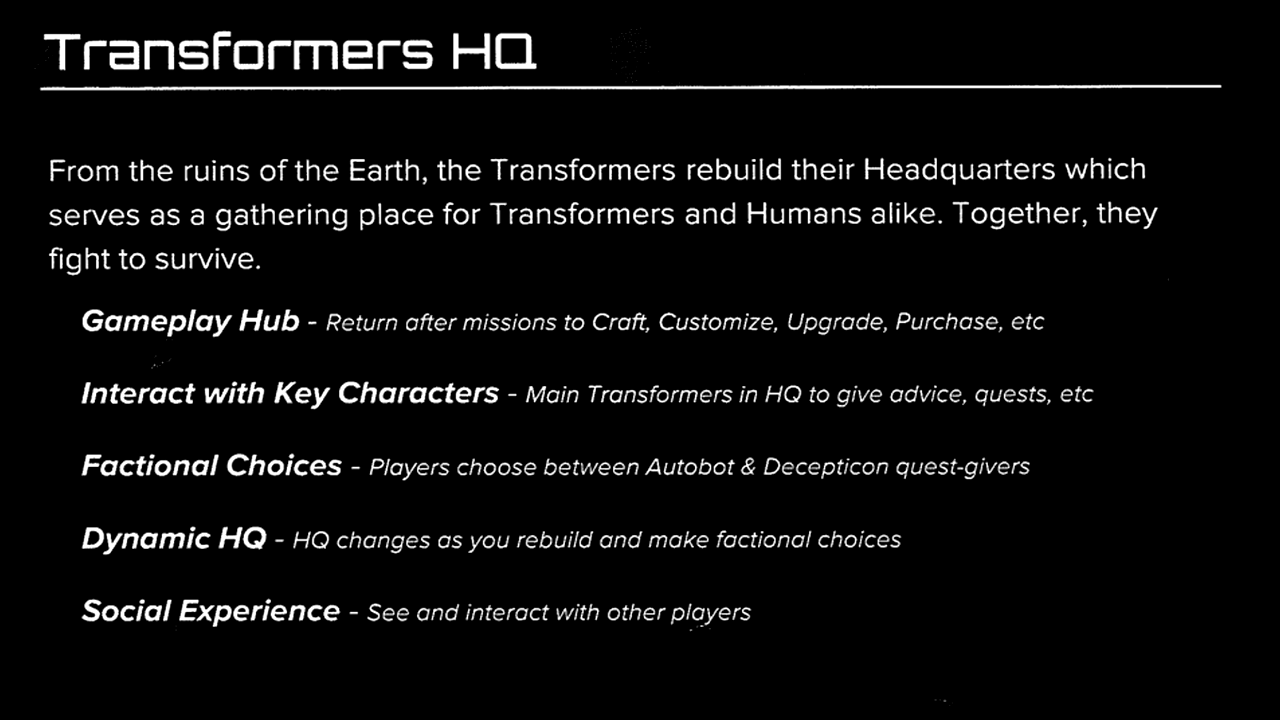 Transformers HQ
From the ruins of the Earth, the Transformers rebuild their Headquarters which
serves as a gathering place for Transformers and Humans alike. Together, they
fight to survive.
Gameplay Hub - Return after missions to Craft, Customize, Upgrade, Purchase, etc
Interact with Key Characters - Main Transformers in HQ to give advice, quests, etc
Factional Choices - Players choose between Autobot & Decepticon quest-givers
Dynamic HQ - HQ changes as you rebuild and make factional choices
Social Experience - See and interact with other players